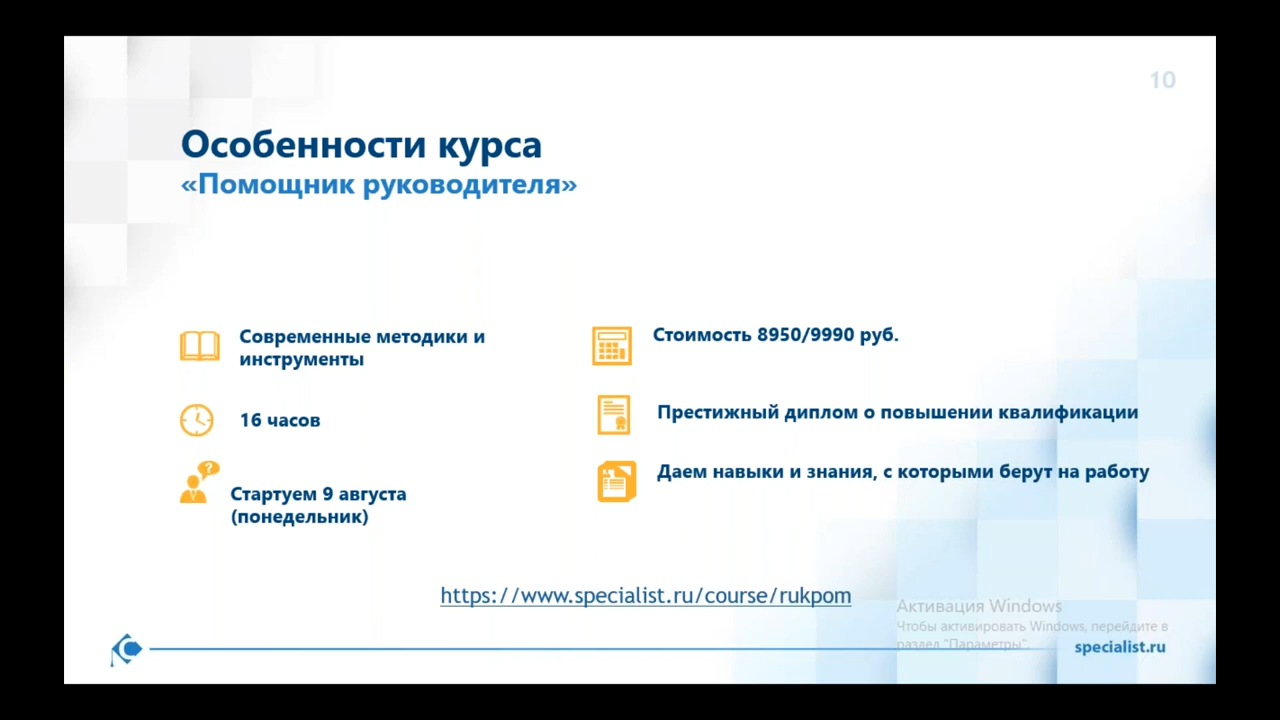 10
Особенности курса
«Помощник руководителя»
Современные методики и
инструменты
16 часов
Стартуем 9 августа
(понедельник)
Стоимость 8950/9990 руб.
Престижный диплом о повышении квалификации
Даем навыки и знания, с которыми берут на работу
https://www.specialist.ru/course/rukpom
Активация Windows
Чтобы активировать Windows, перейдите в
раздел "Параметры".
specialist.ru